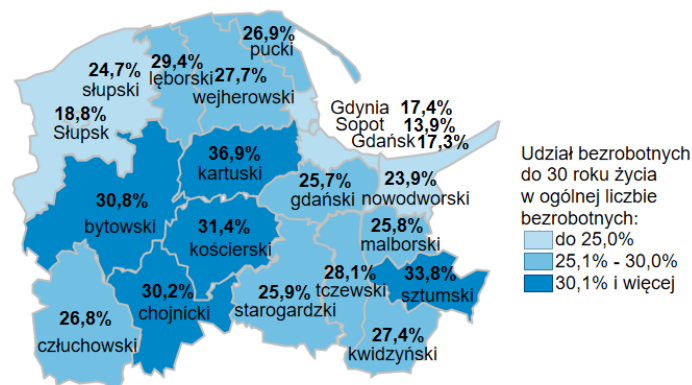 26,9%
pucki
24,7%
słupski
29,4%
lęborski
27,7%
wejherowski
18,8%
Słupsk
Gdynia 17,4%
Sopot 13,9%
Gdańsk 17,3%
36,9%
kartuski
25,7%
gdański
23,9%
nowodworski
30,8%
bytowski
31,4%
kościerski
25,8%
malborski
28,1%
tczewski
33,8%
sztumski
30,2%
chojnicki
25,9%
starogardzki
26,8%
człuchowski
27,4%
kwidzyński
Udział bezrobotnych
do 30 roku życia
w ogólnej liczbie
bezrobotnych:
do 25,0%
25,1% - 30,0%
30,1% i więcej